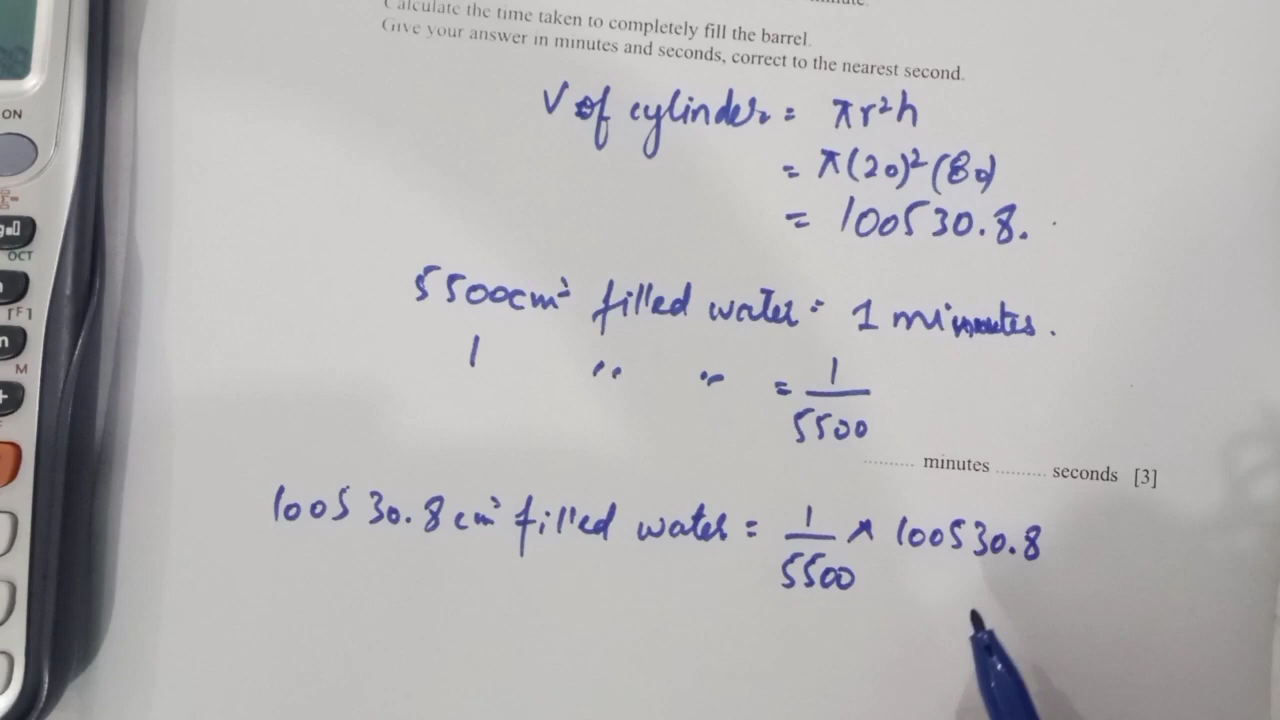 Calculate the time taken to completely fill the barrel.
Give your answer in minutes and seconds, correct to the nearest second.
V of cylinder = πr²h
= π(20)²(80)
= 100530.8.
5500cm³ filled water = 1 minutes.
1 " " = 1/5500
.......... minutes .......... seconds [3]
100530.8 cm³ filled water = 1/5500 × 100530.8
ON
OCT
M
+